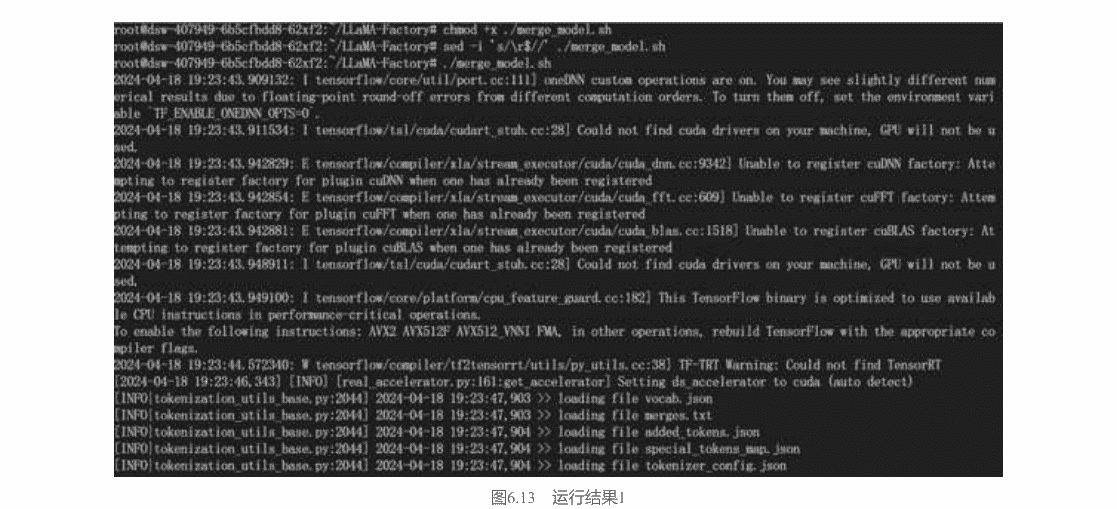 root@dsw-407949-6b5cfbdd8-62xf2:~/LLaMA-Factory# chmod +x ./merge_model.sh
root@dsw-407949-6b5cfbdd8-62xf2:~/LLaMA-Factory# sed -i 's/\r$//' ./merge_model.sh
root@dsw-407949-6b5cfbdd8-62xf2:~/LLaMA-Factory# ./merge_model.sh
2024-04-18 19:23:43.909132: I tensorflow/core/util/port.cc:111] oneDNN custom operations are on. You may see slightly different num
erical results due to floating-point round-off errors from different computation orders. To turn them off, set the environment vari
able `TF_ENABLE_ONEDNN_OPTS=0`.
2024-04-18 19:23:43.911534: I tensorflow/tsl/cuda/cudart_stub.cc:28] Could not find cuda drivers on your machine, GPU will not be u
sed.
2024-04-18 19:23:43.942829: E tensorflow/compiler/xla/stream_executor/cuda/cuda_dnn.cc:9342] Unable to register cuDNN factory: Atte
mpting to register factory for plugin cuDNN when one has already been registered
2024-04-18 19:23:43.942854: E tensorflow/compiler/xla/stream_executor/cuda/cuda_fft.cc:609] Unable to register cuFFT factory: Attem
pting to register factory for plugin cuFFT when one has already been registered
2024-04-18 19:23:43.942881: E tensorflow/compiler/xla/stream_executor/cuda/cuda_blas.cc:1518] Unable to register cuBLAS factory: At
tempting to register factory for plugin cuBLAS when one has already been registered
2024-04-18 19:23:43.948911: I tensorflow/tsl/cuda/cudart_stub.cc:28] Could not find cuda drivers on your machine, GPU will not be u
sed.
2024-04-18 19:23:43.949100: I tensorflow/core/platform/cpu_feature_guard.cc:182] This TensorFlow binary is optimized to use availab
le CPU instructions in performance-critical operations.
To enable the following instructions: AVX2 AVX512F AVX512_VNNI FMA, in other operations, rebuild TensorFlow with the appropriate co
mpiler flags.
2024-04-18 19:23:44.572340: W tensorflow/compiler/tf2tensorrt/utils/py_utils.cc:38] TF-TRT Warning: Could not find TensorRT
[2024-04-18 19:23:46,343] [INFO] [real_accelerator.py:161:get_accelerator] Setting ds_accelerator to cuda (auto detect)
[INFO|tokenization_utils_base.py:2044] 2024-04-18 19:23:47,903 >> loading file vocab.json
[INFO|tokenization_utils_base.py:2044] 2024-04-18 19:23:47,903 >> loading file merges.txt
[INFO|tokenization_utils_base.py:2044] 2024-04-18 19:23:47,904 >> loading file added_tokens.json
[INFO|tokenization_utils_base.py:2044] 2024-04-18 19:23:47,904 >> loading file special_tokens_map.json
[INFO|tokenization_utils_base.py:2044] 2024-04-18 19:23:47,904 >> loading file tokenizer_config.json
图6.13 运行结果1